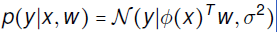 p(y|x, w) = 𝒩(y|ϕ(x)ᵀw, σ²)